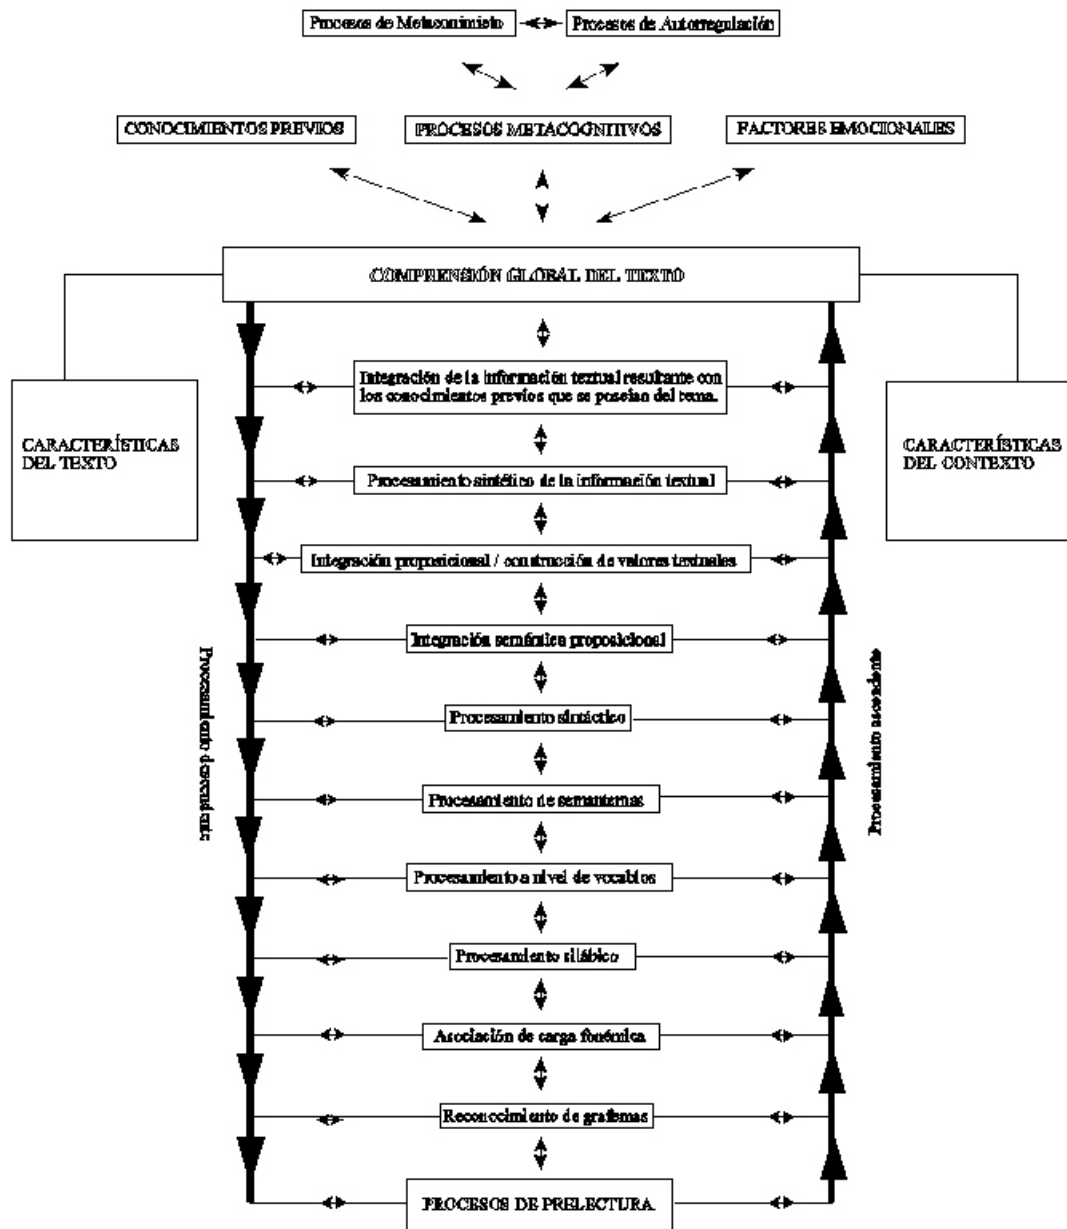 Procesos de Metaconimieto
Procesos de Autorregulación
CONOCIMIENTOS PREVIOS
PROCESOS METACOGNITIVOS
FACTORES EMOCIONALES
COMPRENSIÓN GLOBAL DEL TEXTO
Integración de la información textual resultante con
los conocimientos previos que se poseían del tema.
CARACTERÍSTICAS
DEL TEXTO
CARACTERÍSTICAS
DEL CONTEXTO
Procesamiento sintético de la información textual
Integración proposicional / construcción de valores textuales
Integración semántica proposicional
Procesamiento descendente
Procesamiento ascendente
Procesamiento sintáctico
Procesamiento de semantemas
Procesamiento a nivel de vocablos
Procesamiento silábico
Asociación de carga fonémica
Reconocimiento de grafemas
PROCESOS DE PRELECTURA